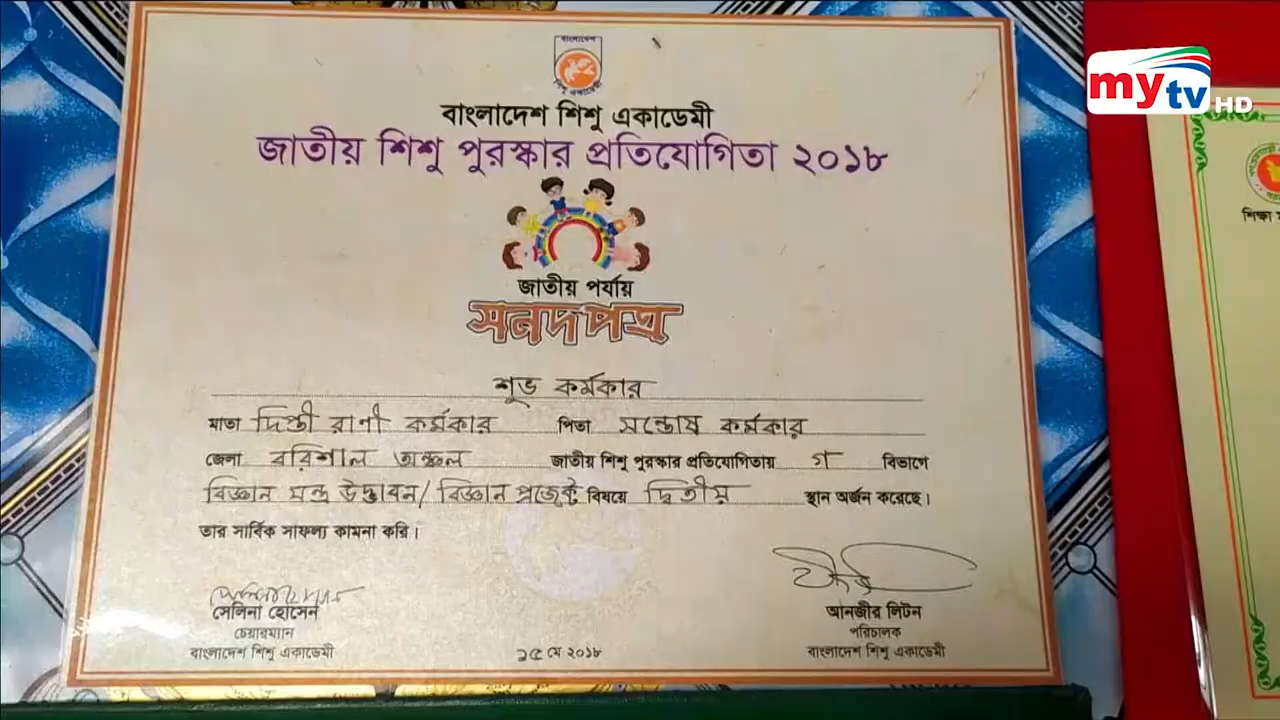 বাংলাদেশ
শিশু একাডেমী
বাংলাদেশ শিশু একাডেমী
জাতীয় শিশু পুরস্কার প্রতিযোগিতা ২০১৮
জাতীয় পর্যায়
সনদপত্র
শুভ কর্মকার
মাতা দিপ্তী রাণী কর্মকার পিতা সন্তোষ কর্মকার
জেলা বরিশাল অঞ্চল জাতীয় শিশু পুরস্কার প্রতিযোগিতায় গ বিভাগে
বিজ্ঞান যন্ত্র উদ্ভাবন/বিজ্ঞান প্রজেক্ট বিষয়ে দ্বিতীয় স্থান অর্জন করেছে।
তার সার্বিক সাফল্য কামনা করি।
সেলিনা হোসেন
চেয়ারম্যান
বাংলাদেশ শিশু একাডেমী
১৫ মে ২০১৮
আনজীর লিটন
পরিচালক
বাংলাদেশ শিশু একাডেমী
mytv HD
শিক্ষা